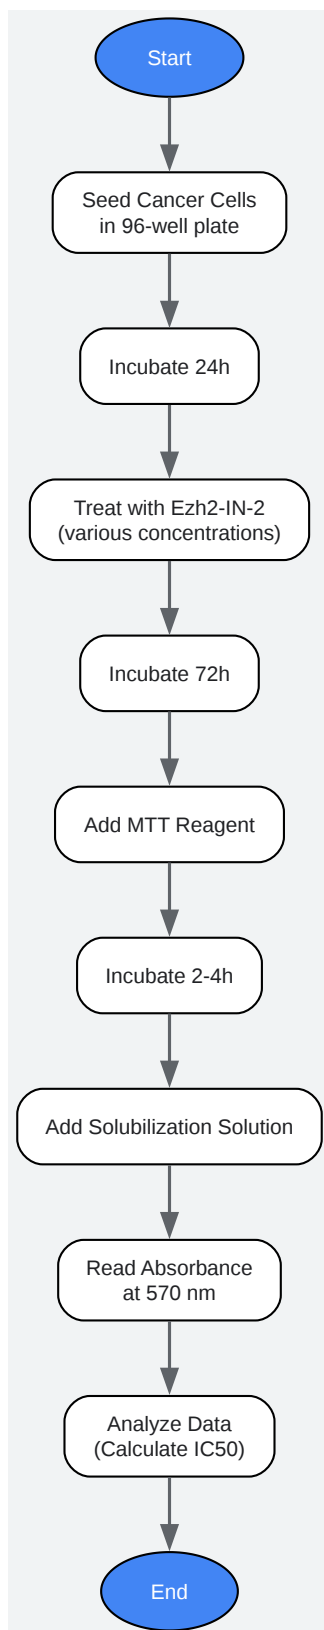 Start
Seed Cancer Cells
in 96-well plate
Incubate 24h
Treat with Ezh2-IN-2
(various concentrations)
Incubate 72h
Add MTT Reagent
Incubate 2-4h
Add Solubilization Solution
Read Absorbance
at 570 nm
Analyze Data
(Calculate IC50)
End